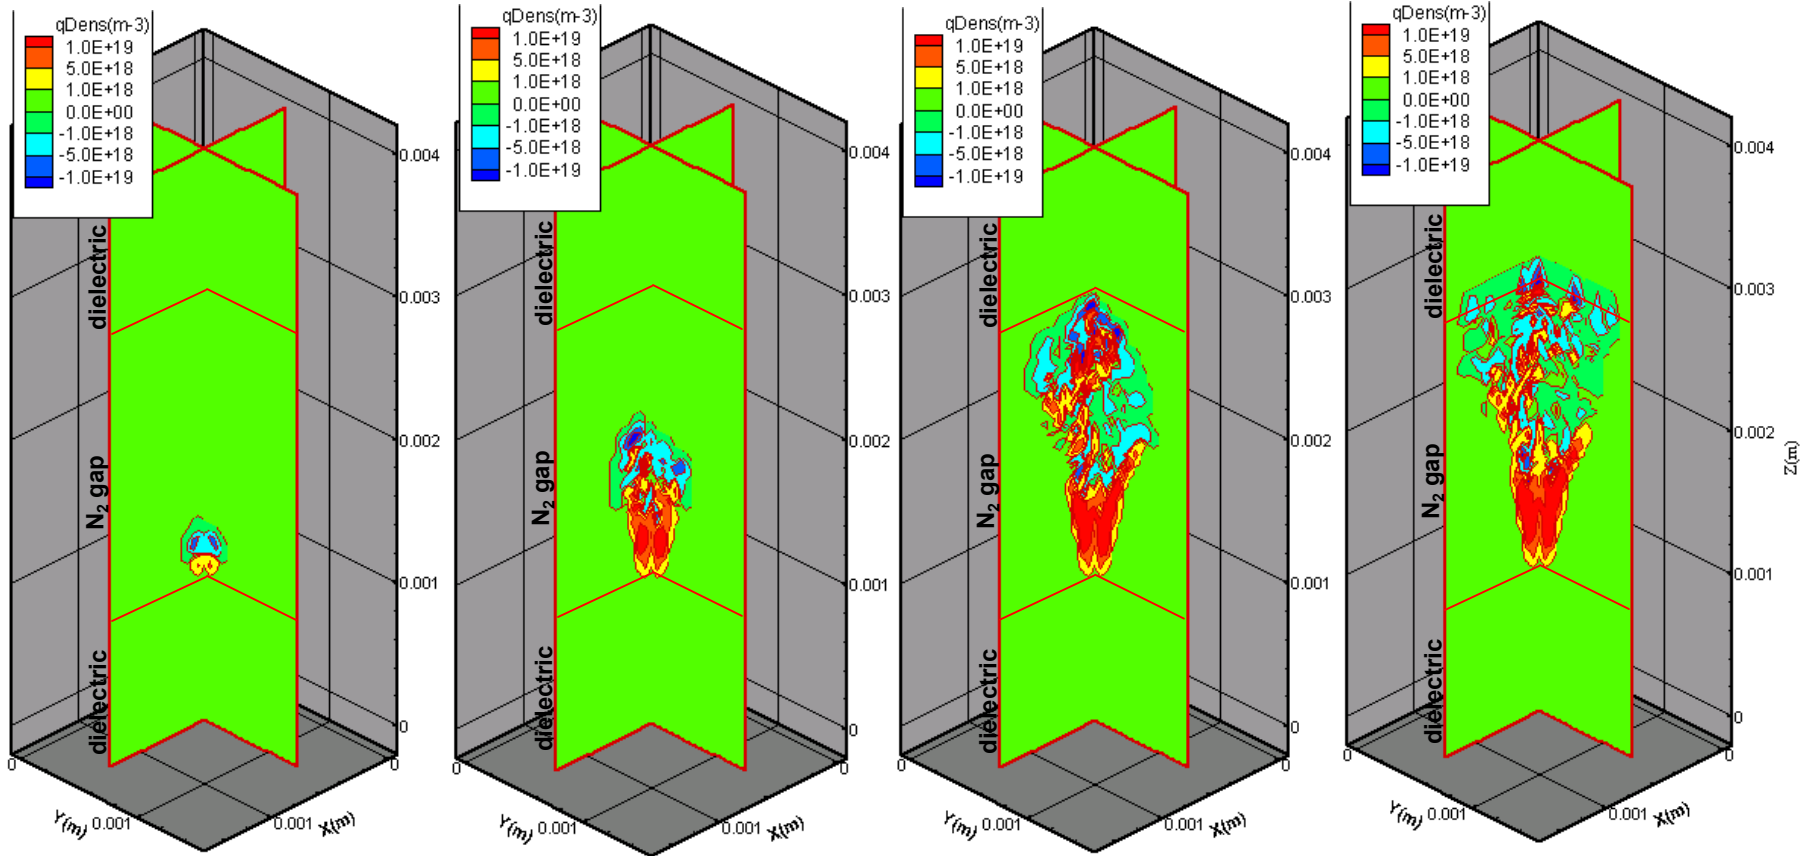 qDens(m-3)
1.0E+19
5.0E+18
1.0E+18
0.0E+00
-1.0E+18
-5.0E+18
-1.0E+19
dielectric
N2 gap
dielectric
0.004
0.003
0.002
0.001
0
0
0
Y(m)
0.001
0.001
X(m)
qDens(m-3)
1.0E+19
5.0E+18
1.0E+18
0.0E+00
-1.0E+18
-5.0E+18
-1.0E+19
dielectric
N2 gap
dielectric
0.004
0.003
0.002
0.001
0
0
0
Y(m)
0.001
0.001
X(m)
qDens(m-3)
1.0E+19
5.0E+18
1.0E+18
0.0E+00
-1.0E+18
-5.0E+18
-1.0E+19
dielectric
N2 gap
dielectric
0.004
0.003
0.002
0.001
0
0
0
Y(m)
0.001
0.001
X(m)
qDens(m-3)
1.0E+19
5.0E+18
1.0E+18
0.0E+00
-1.0E+18
-5.0E+18
-1.0E+19
dielectric
N2 gap
dielectric
0.004
0.003
0.002
0.001
0
Z(m)
0
0
Y(m)
0.001
0.001
X(m)